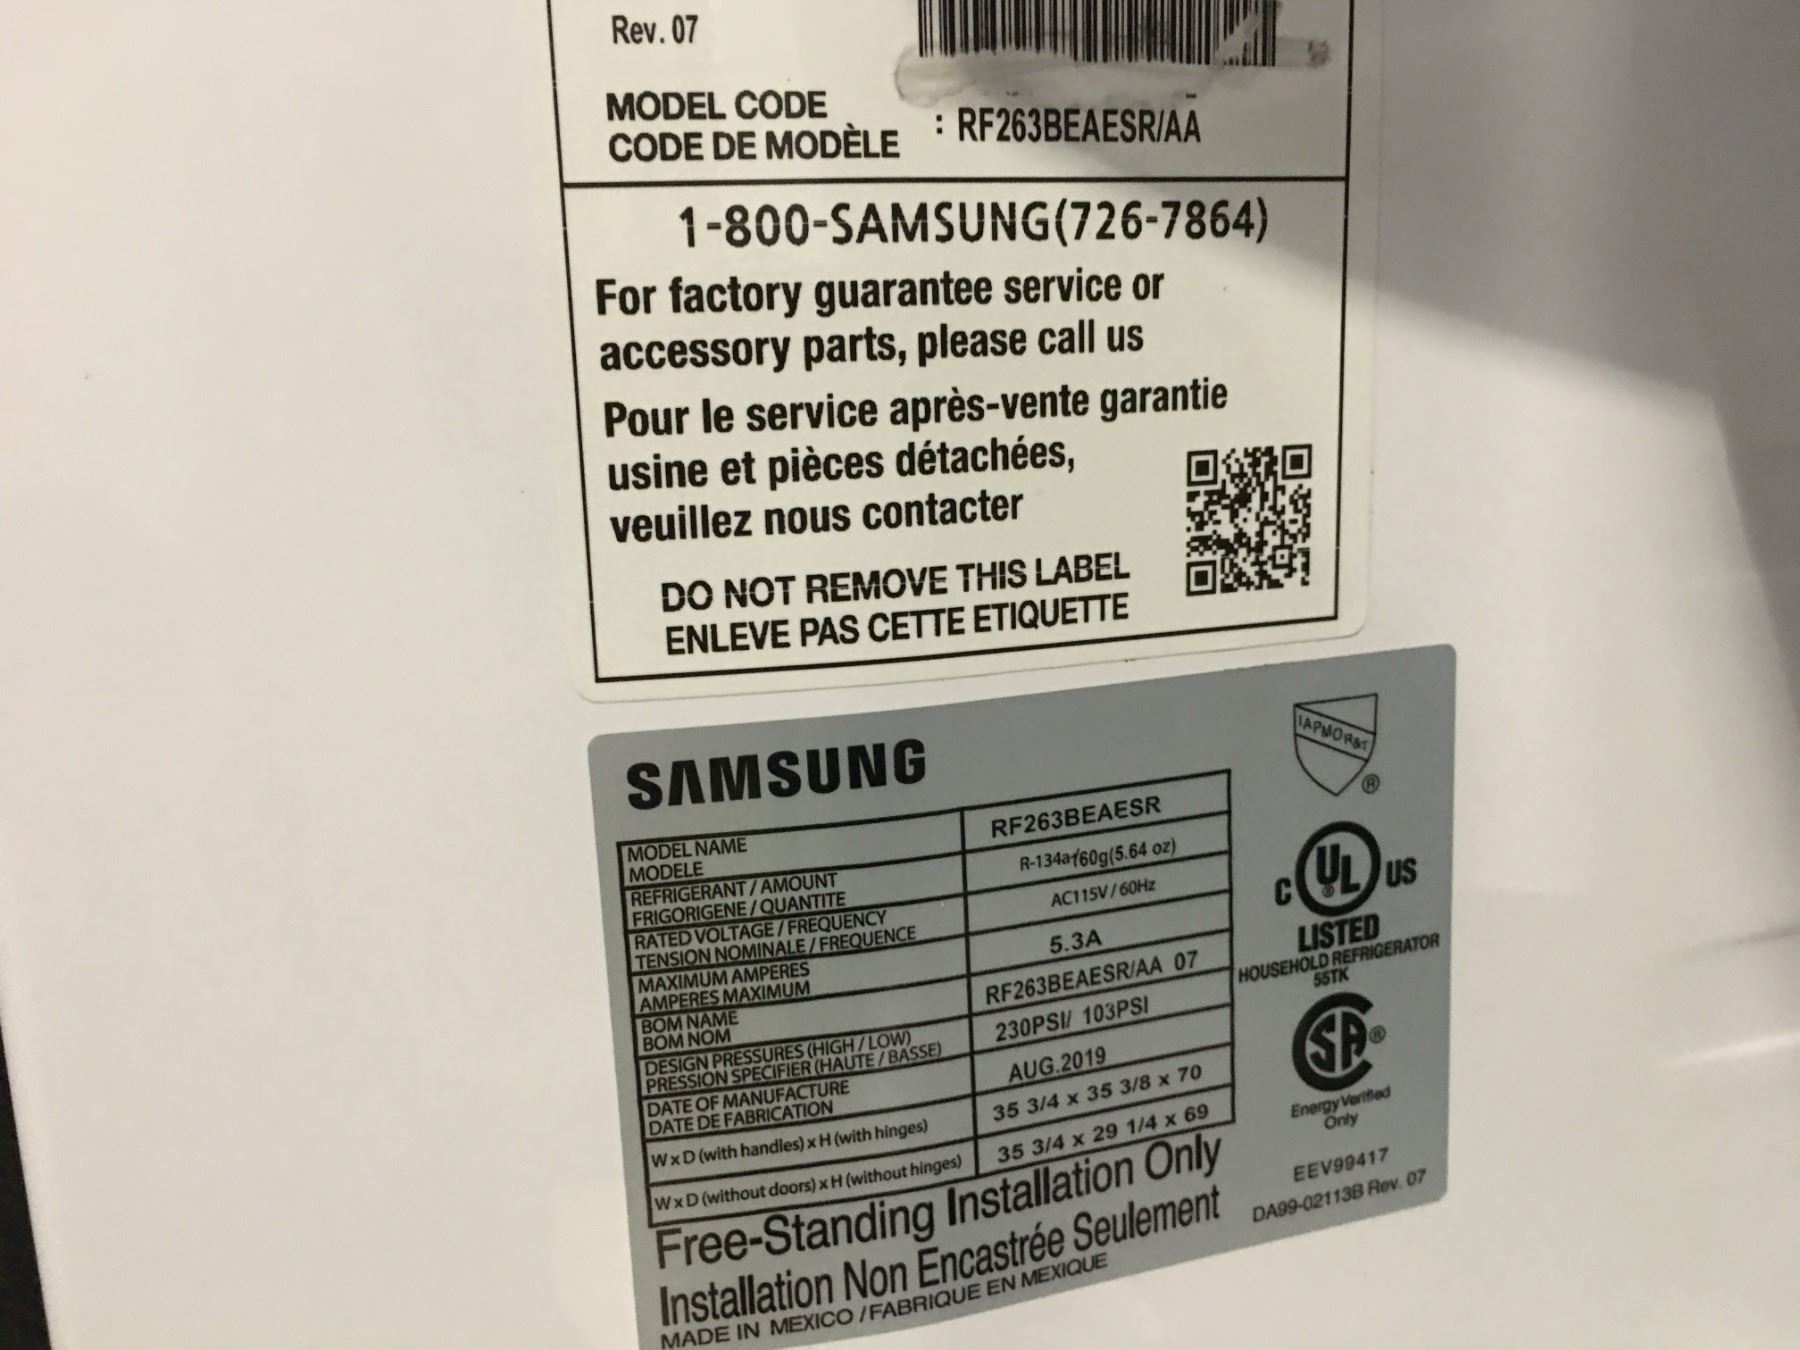 Rev. 07
MODEL CODE
CODE DE MODÈLE : RF263BEAESR/AA
1-800-SAMSUNG(726-7864)
For factory guarantee service or
accessory parts, please call us
Pour le service après-vente garantie
usine et pièces détachées,
veuillez nous contacter
DO NOT REMOVE THIS LABEL
ENLEVE PAS CETTE ETIQUETTE
SAMSUNG
MODEL NAME
MODELE
RF263BEAESR
REFRIGERANT / AMOUNT
FRIGORIGENE / QUANTITE
R-134a/160g(5.64 oz)
RATED VOLTAGE / FREQUENCY
TENSION NOMINALE / FREQUENCE
AC115V / 60Hz
MAXIMUM AMPERES
AMPERES MAXIMUM
5.3A
BOM NAME
BOM NOM
RF263BEAESR/AA 07
DESIGN PRESSURES (HIGH / LOW)
PRESSION SPECIFIER (HAUTE / BASSE)
230PSI/ 103PSI
DATE OF MANUFACTURE
DATE DE FABRICATION
AUG.2019
W x D (with handles) x H (with hinges)
35 3/4 x 35 3/8 x 70
W x D (without doors) x H (without hinges)
35 3/4 x 29 1/4 x 69
Free-Standing Installation Only
Installation Non Encastrée Seulement
MADE IN MEXICO / FABRIQUE EN MEXIQUE
IAPMO R&T
®
C UL ® US
LISTED
HOUSEHOLD REFRIGERATOR
55TK
SA ®
Energy Verified
Only
EEV99417
DA99-02113B Rev. 07